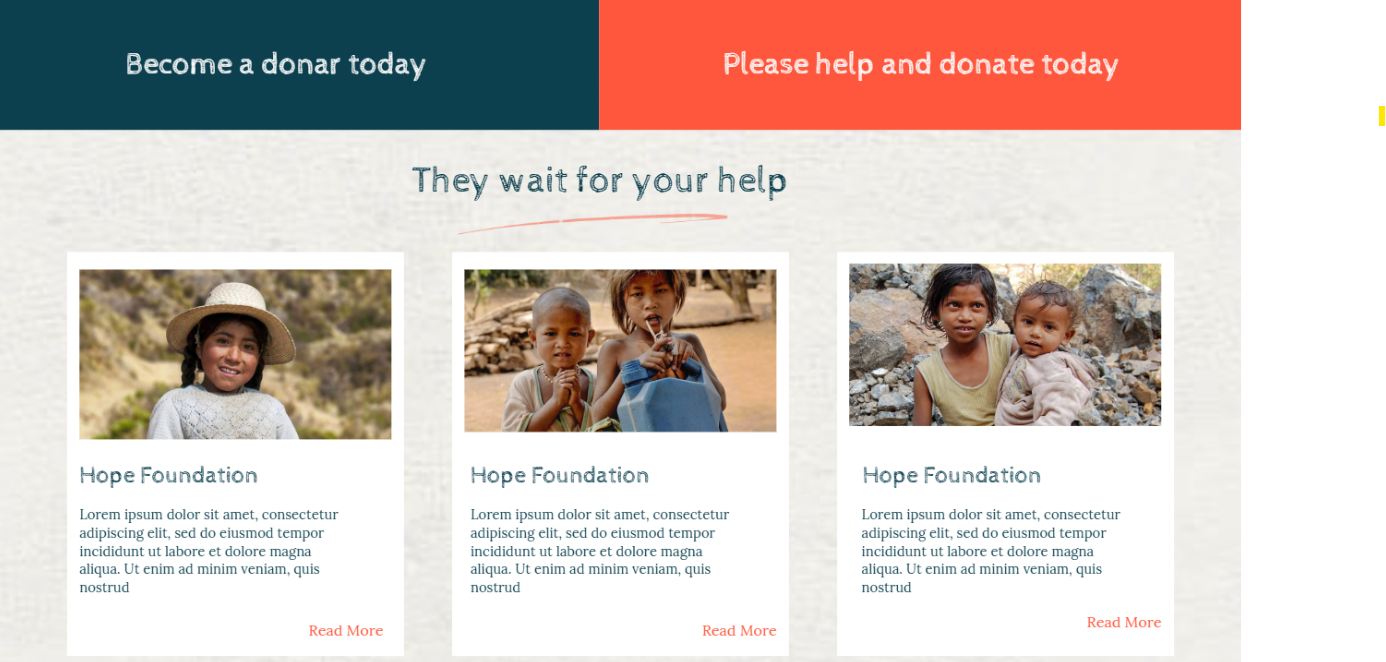 Become a donar today
Please help and donate today
They wait for your help
Hope Foundation
Lorem ipsum dolor sit amet, consectetur
adipiscing elit, sed do eiusmod tempor
incididunt ut labore et dolore magna
aliqua. Ut enim ad minim veniam, quis
nostrud
Read More
Hope Foundation
Lorem ipsum dolor sit amet, consectetur
adipiscing elit, sed do eiusmod tempor
incididunt ut labore et dolore magna
aliqua. Ut enim ad minim veniam, quis
nostrud
Read More
Hope Foundation
Lorem ipsum dolor sit amet, consectetur
adipiscing elit, sed do eiusmod tempor
incididunt ut labore et dolore magna
aliqua. Ut enim ad minim veniam, quis
nostrud
Read More